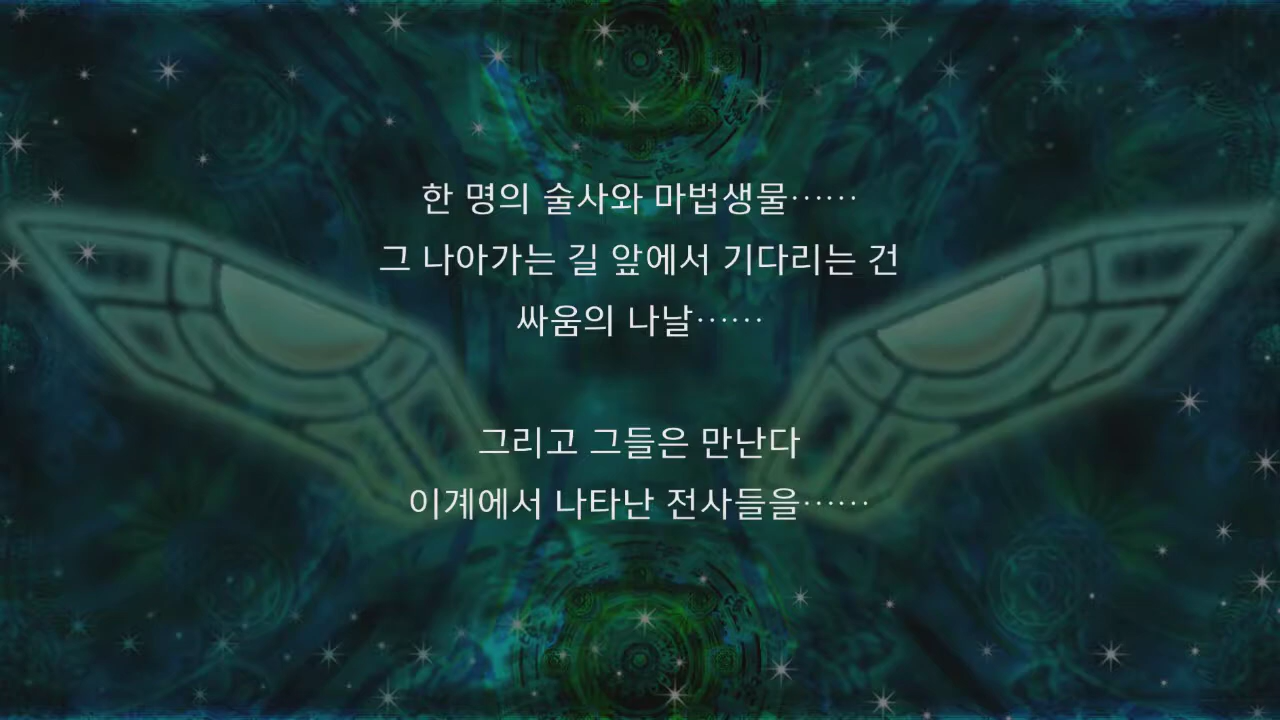 한 명의 술사와 마법생물……
그 나아가는 길 앞에서 기다리는 건
싸움의 나날……
그리고 그들은 만난다
이계에서 나타난 전사들을……